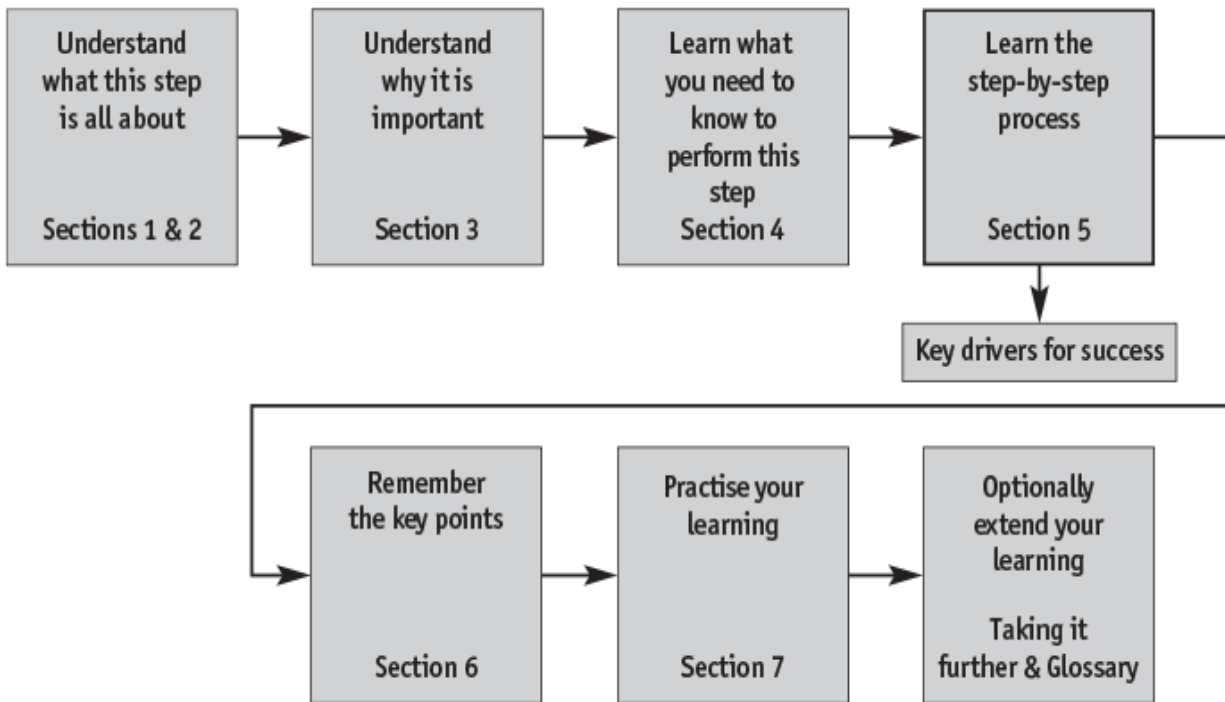 Understand
what this step
is all about
Sections 1 & 2
Understand
why it is
important
Section 3
Learn what
you need to
know to
perform this
step
Section 4
Learn the
step-by-step
process
Section 5
Key drivers for success
Remember
the key points
Section 6
Practise your
learning
Section 7
Optionally
extend your
learning
Taking it
further & Glossary